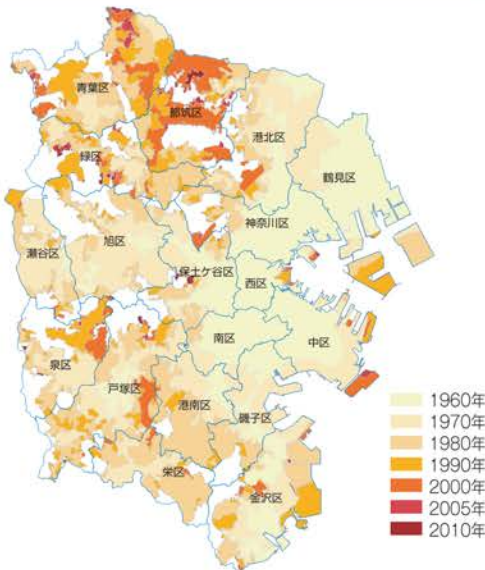 青葉区
都筑区
港北区
緑区
鶴見区
神奈川区
旭区
瀬谷区
保土ケ谷区
西区
南区
中区
泉区
戸塚区
港南区
磯子区
栄区
金沢区
1960年
1970年
1980年
1990年
2000年
2005年
2010年